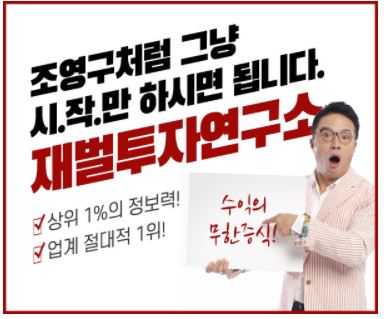 조영구처럼 그냥
시.작.만 하시면 됩니다.
재벌투자연구소
상위 1%의 정보력!
업계 절대적 1위!
수익의
무한증식!